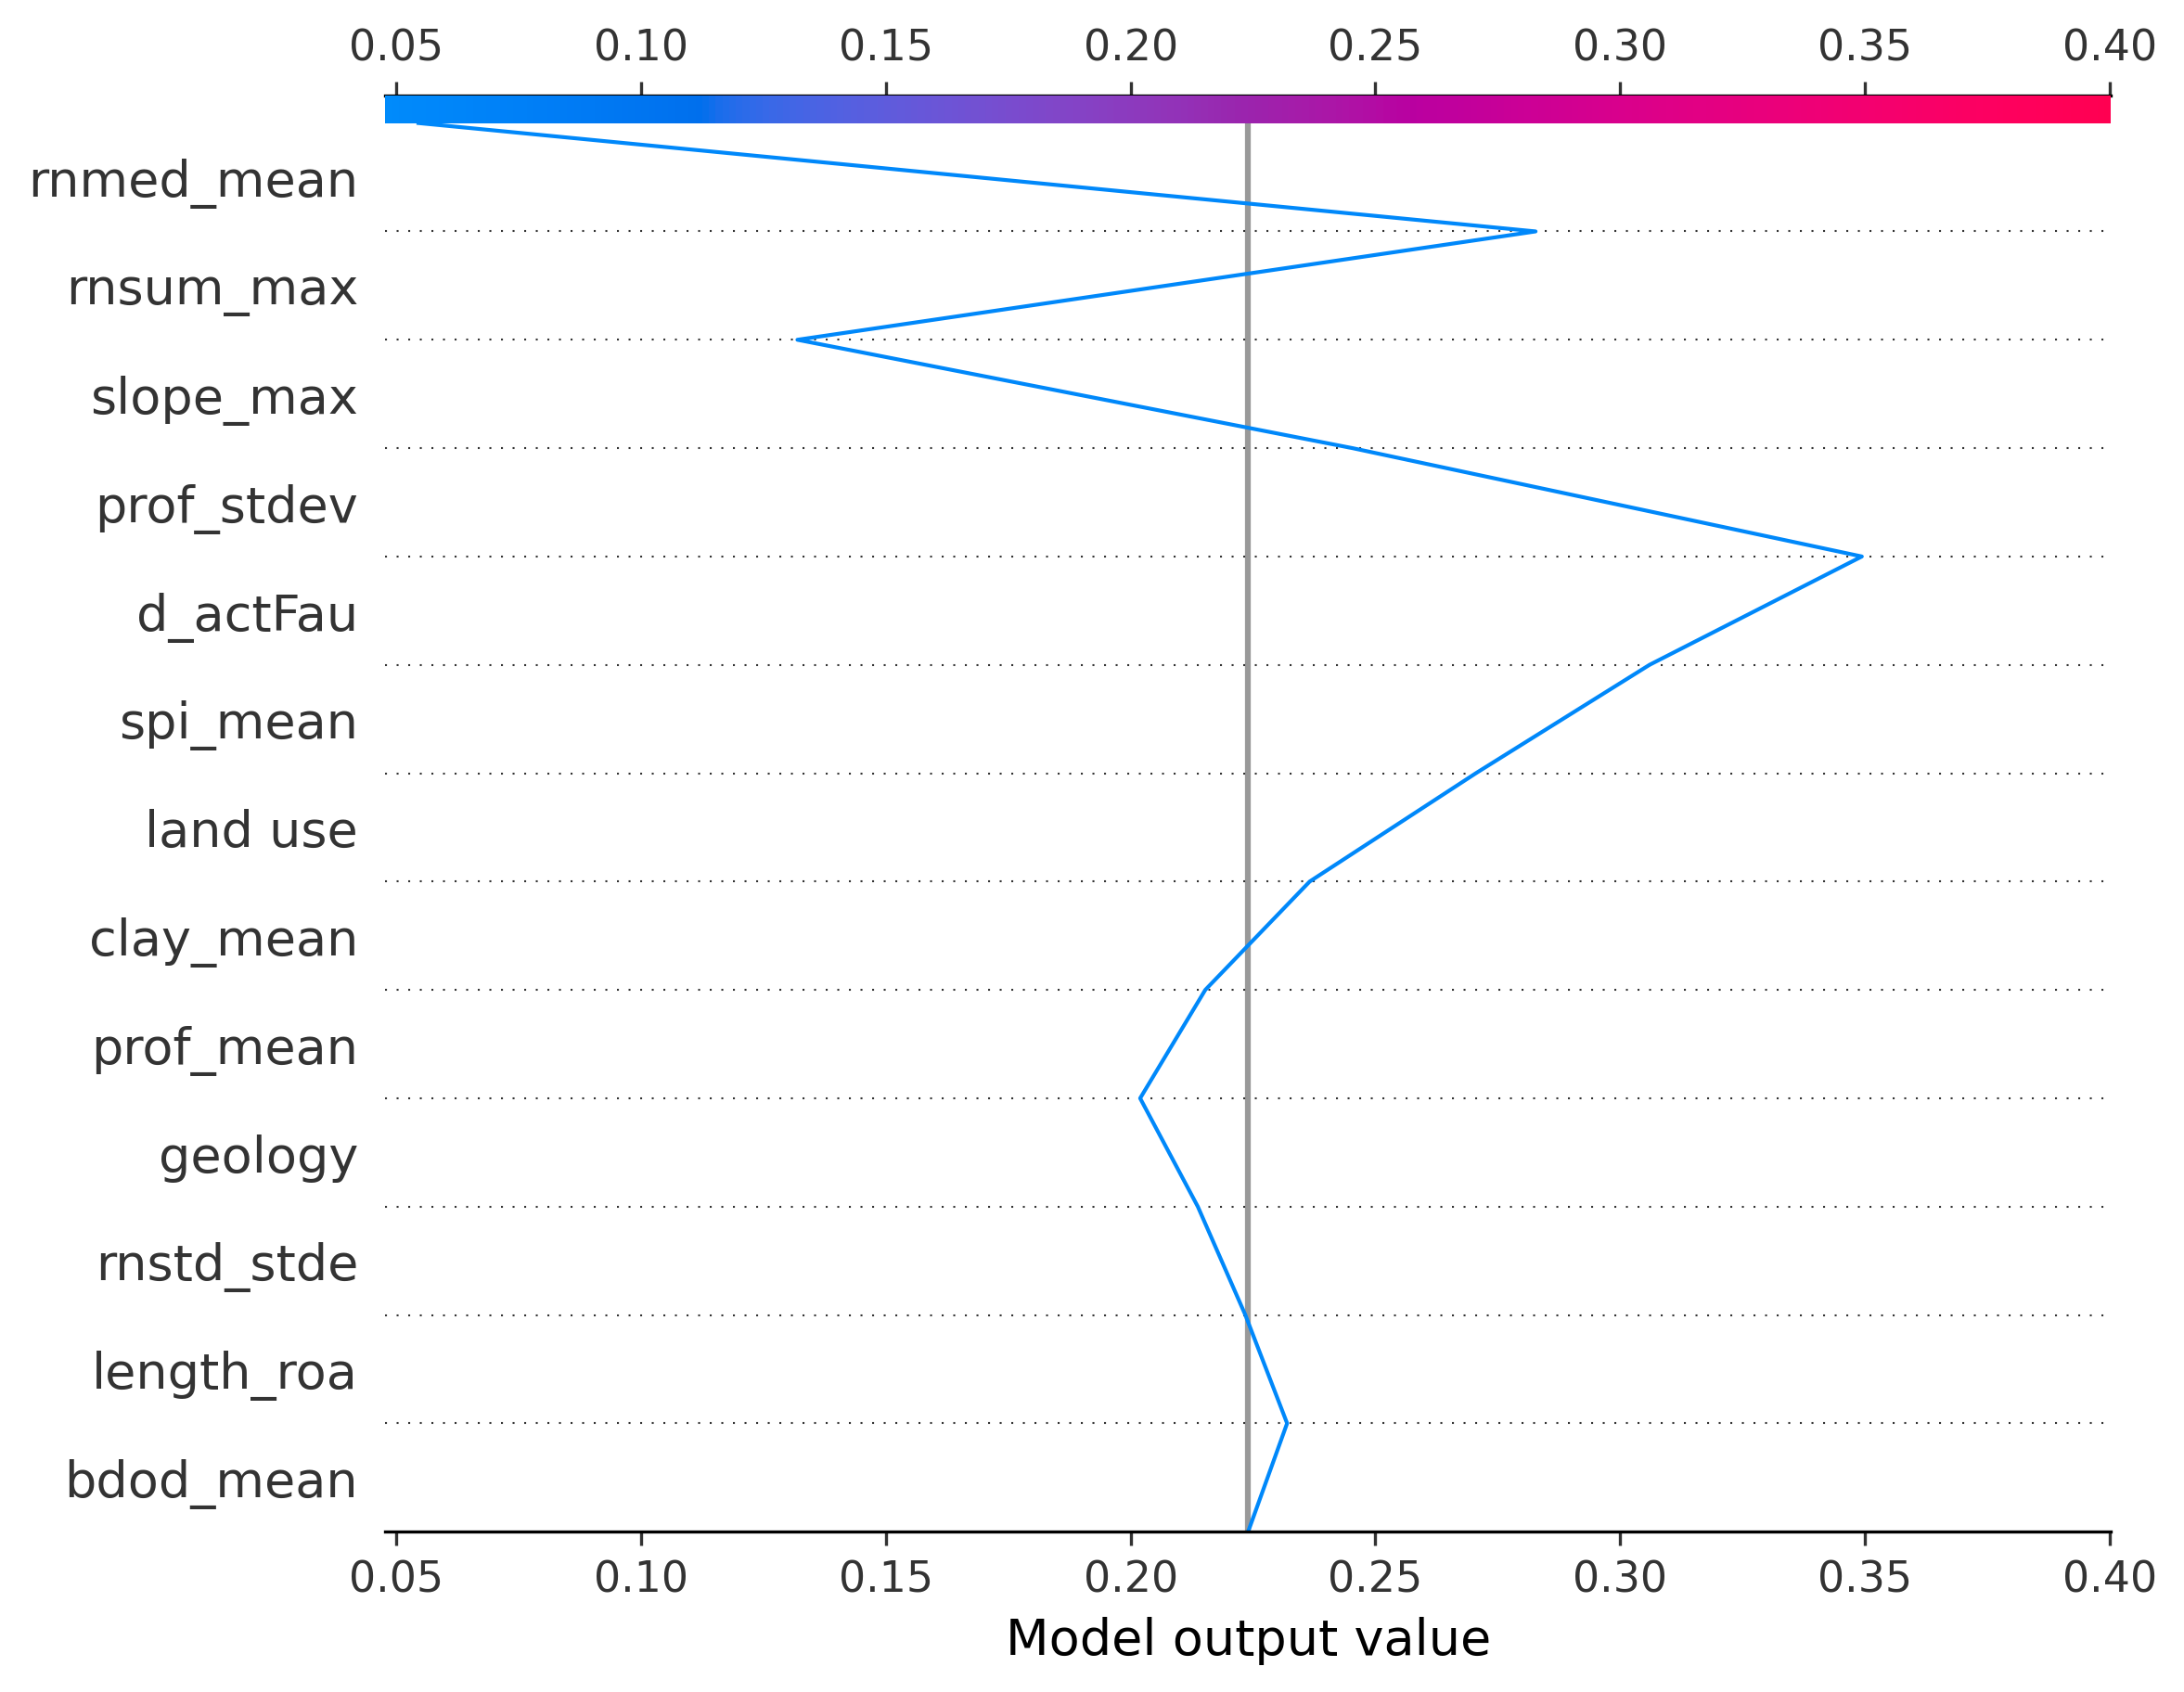 0.05 0.10 0.15 0.20 0.25 0.30 0.35 0.40
rnmed_mean
rnsum_max
slope_max
prof_stdev
d_actFau
spi_mean
land use
clay_mean
prof_mean
geology
rnstd_stde
length_roa
bdod_mean
0.05 0.10 0.15 0.20 0.25 0.30 0.35 0.40
Model output value